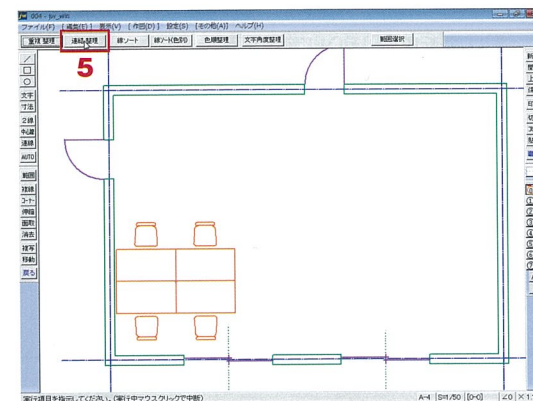 004 - jw_win
ファイル(F) [編集(E)] 表示(V) [作図(D)] 設定(S) [その他(A)] ヘルプ(H)
重複整理 連結整理 線ソート 線ソート(色別) 色順整理 文字角度整理 範囲選択
5
文字
寸法
2線
中心線
連線
AUTO
範囲
複線
コーナー
伸縮
面取
消去
複写
移動
戻る
実行項目を指示してください。(実行中マウスクリックで中断)
A-4 S=1/50 [0-0] ∠0